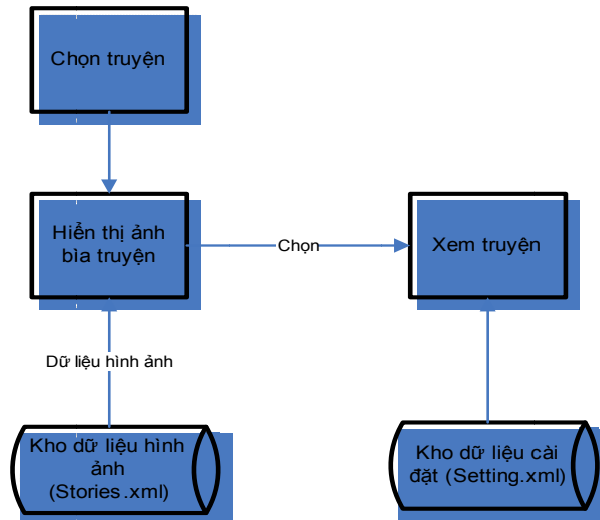 Chọn truyện
Hiển thị ảnh
bìa truyện
Chọn
Xem truyện
Dữ liệu hình ảnh
Kho dữ liệu hình
ảnh
(Stories.xml)
Kho dữ liệu cài
đặt (Setting.xml)